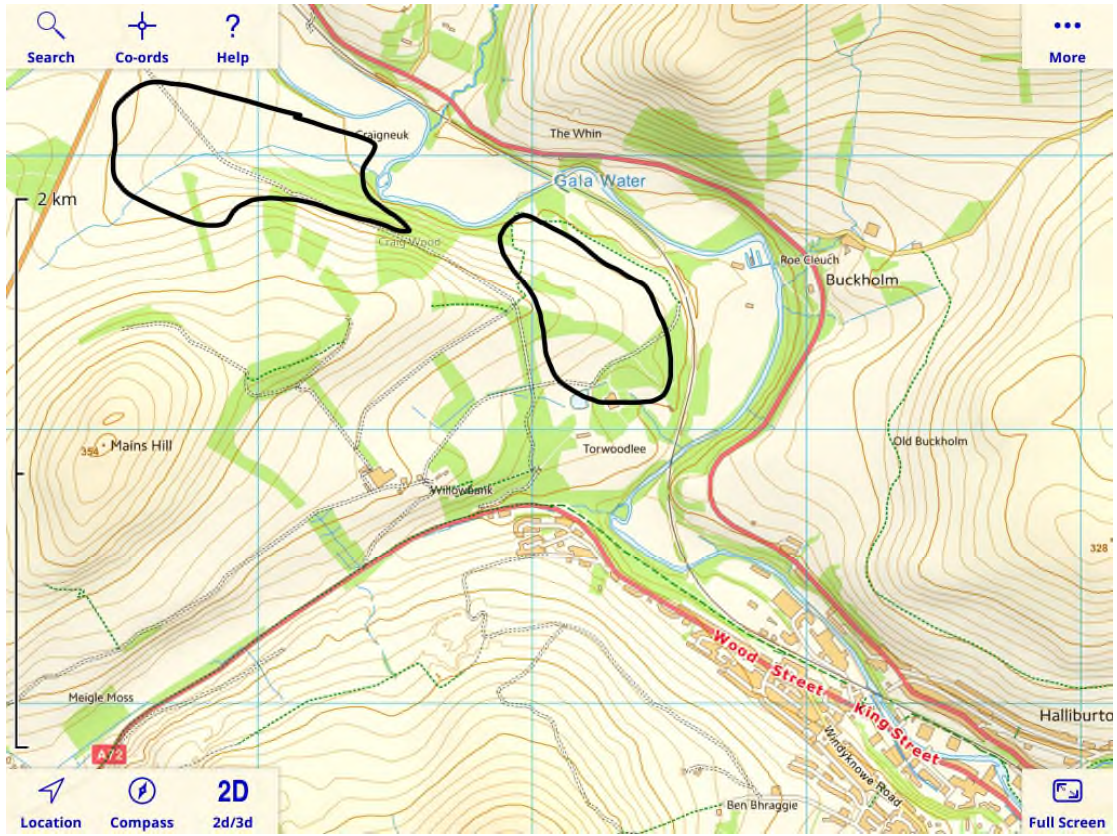 Search
Co-ords
Help
•••
More
The Whin
Craigneuk
Gala Water
2 km
Craig Wood
Roe Cleuch
Buckholm
Mains Hill
354
Old Buckholm
Torwoodlee
Willowbank
328
Wood Street
Meigle Moss
King Street
Halliburto
Windyknowe Road
A72
Ben Bhraggie
Location
Compass
2D
2d/3d
Full Screen